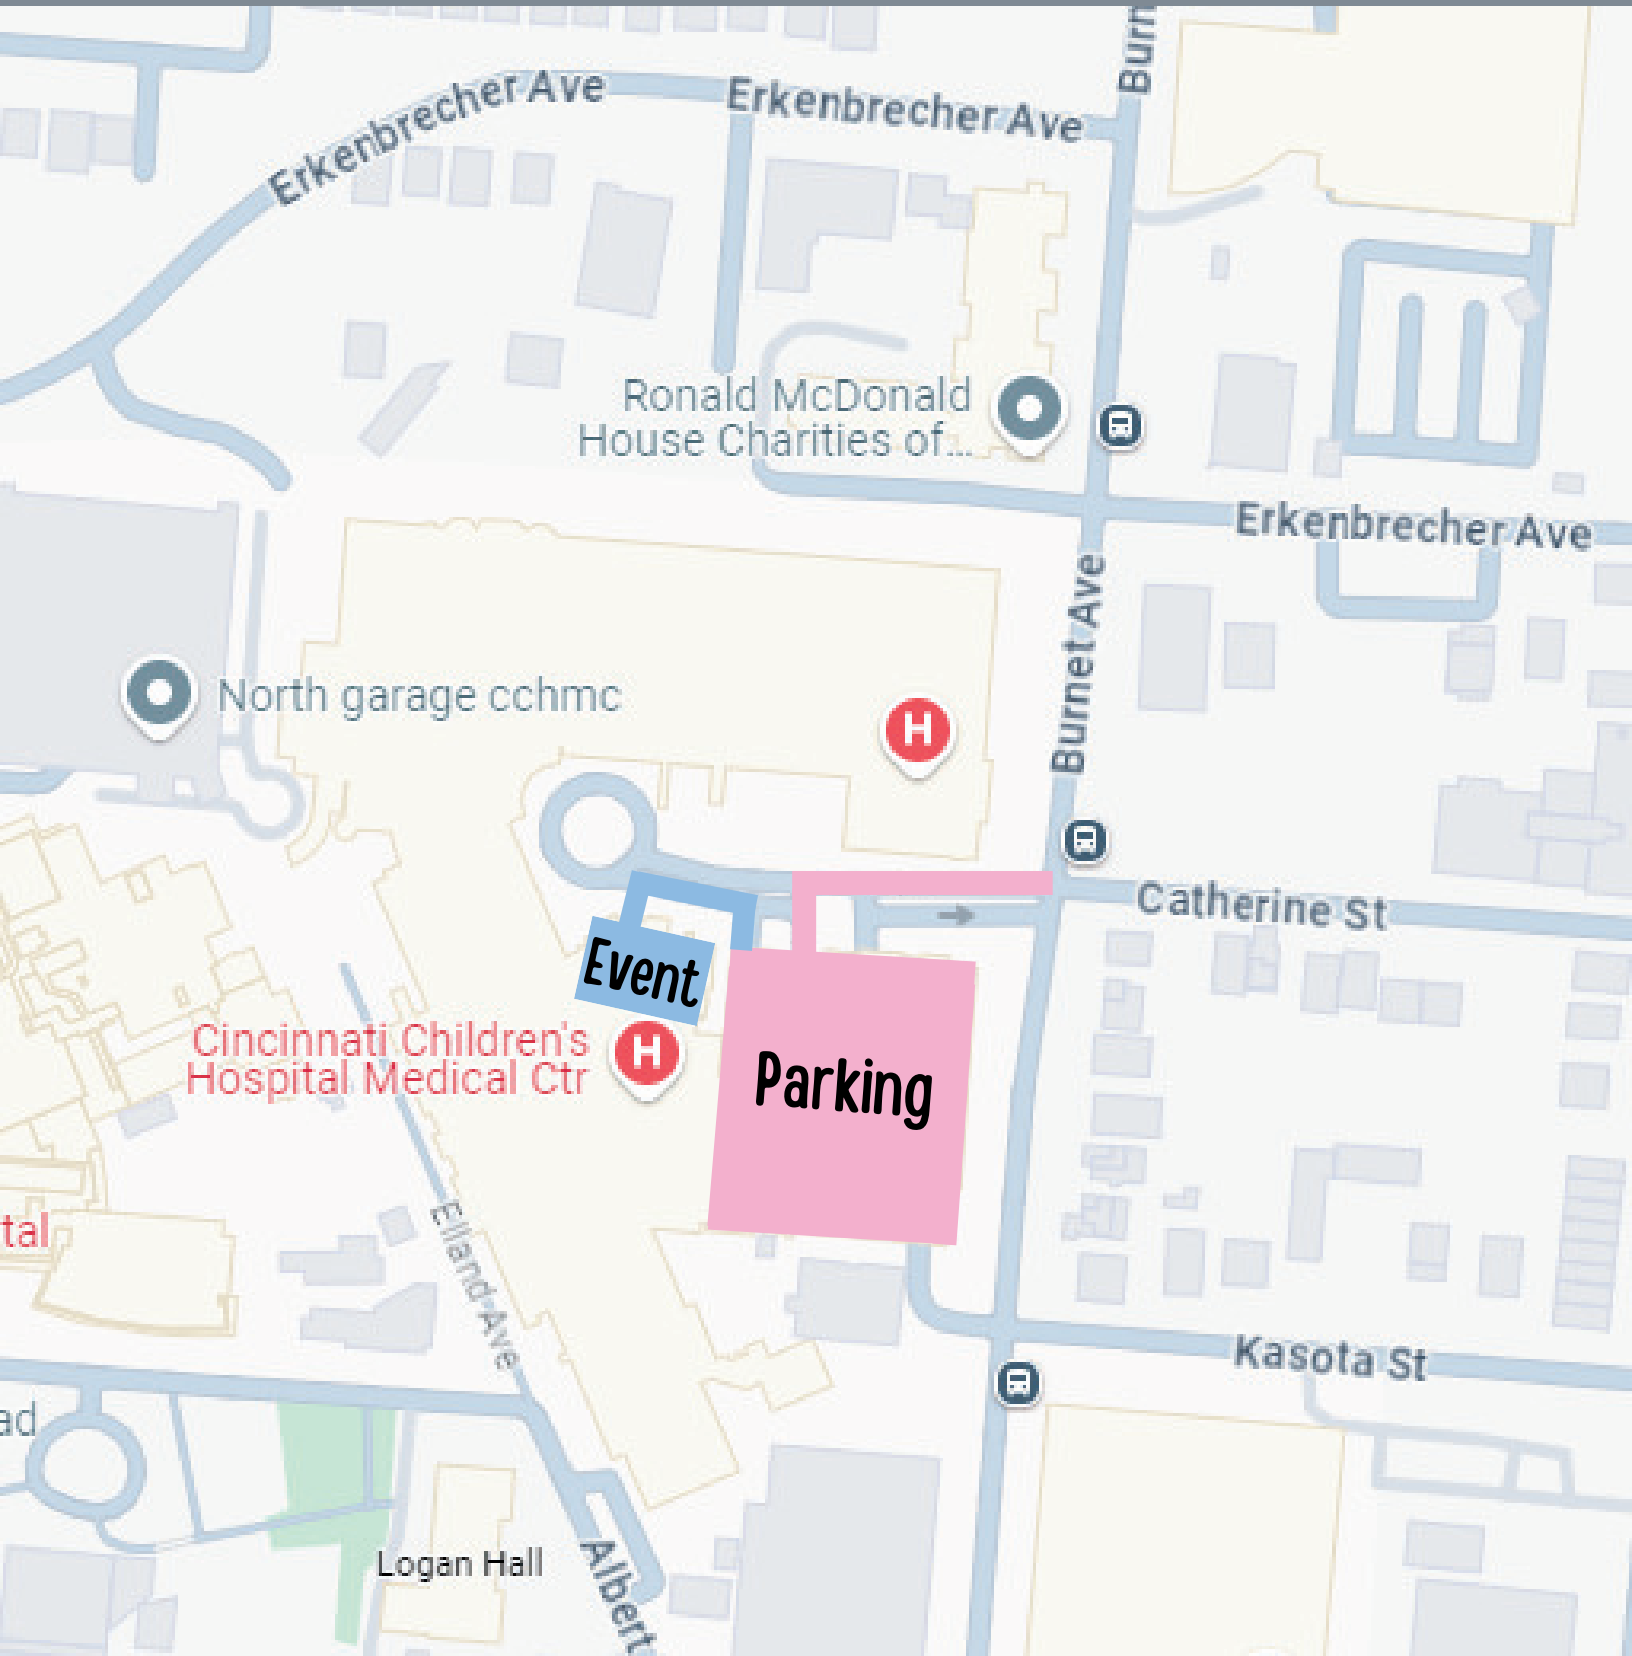 Burn
Erkenbrecher Ave
Erkenbrecher Ave
Ronald McDonald
House Charities of...
Erkenbrecher Ave
Burnet Ave
North garage cchmc
H
Catherine St
Event
Cincinnati Children's
Hospital Medical Ctr
H
Parking
tal
Elland Ave
Kasota St
ad
Logan Hall
Albert